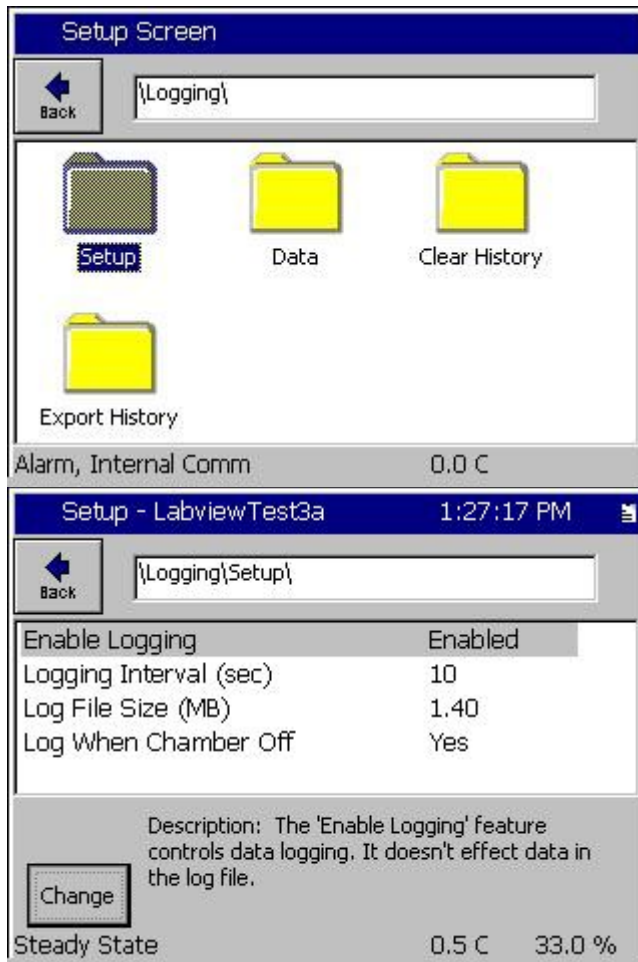 Setup Screen
Back
\Logging\
Setup Data Clear History
Export History
Alarm, Internal Comm 0.0 C
Setup - LabviewTest3a 1:27:17 PM
Back
\Logging\Setup\
Enable Logging Enabled
Logging Interval (sec) 10
Log File Size (MB) 1.40
Log When Chamber Off Yes
Description: The 'Enable Logging' feature
controls data logging. It doesn't effect data in
the log file.
Change
Steady State 0.5 C 33.0 %